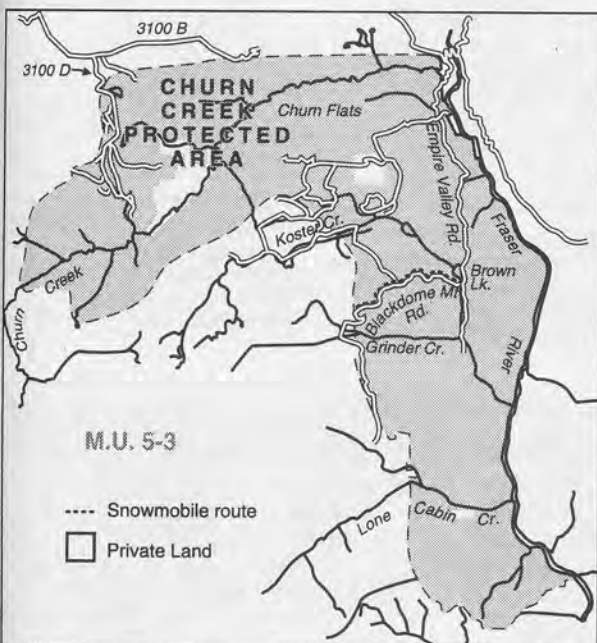 3100 B
3100 D
CHURN
CREEK
PROTECTED
AREA
Churn Flats
Empire Valley Rd.
Fraser
River
Koster Cr.
Brown
Lk.
Blackdome Mt.
Rd.
Grinder Cr.
Churn
Creek
M.U. 5-3
Snowmobile route
Private Land
Lone Cabin Cr.